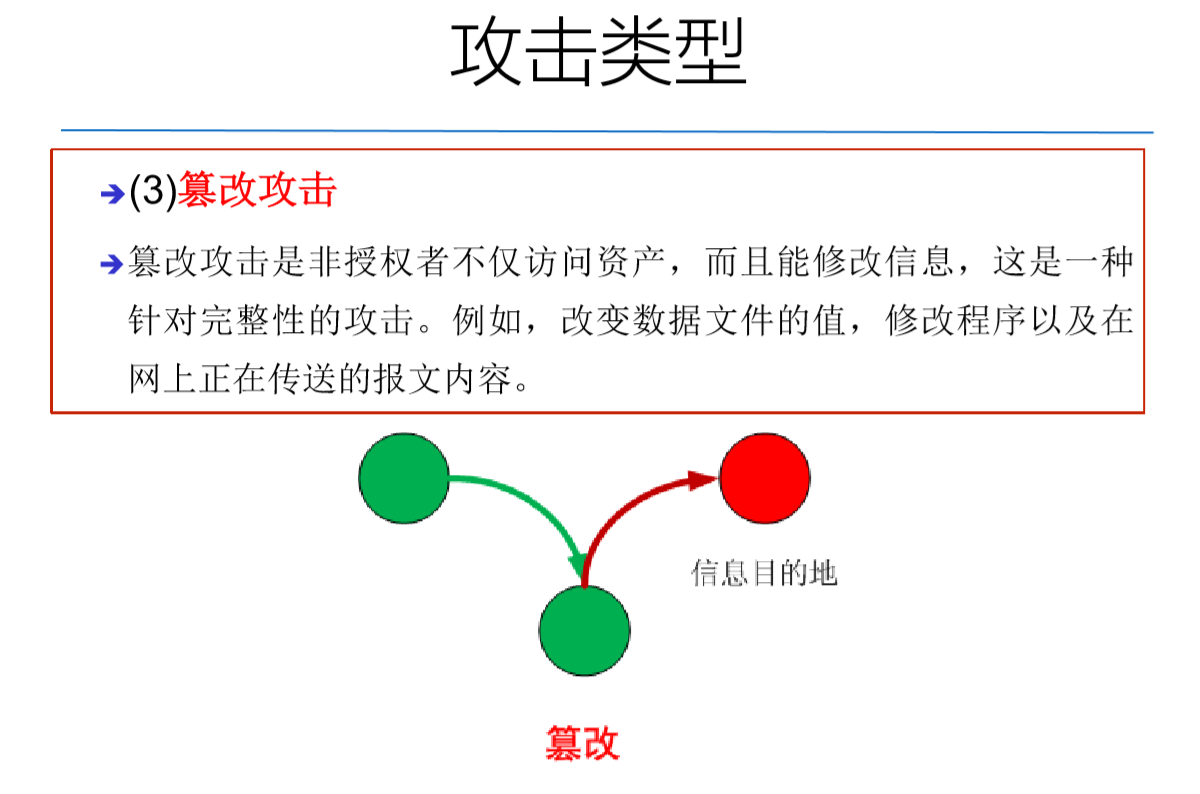 攻击类型
(3)篡改攻击
篡改攻击是非授权者不仅访问资产，而且能修改信息，这是一种
针对完整性的攻击。例如，改变数据文件的值，修改程序以及在
网上正在传送的报文内容。
信息目的地
篡改